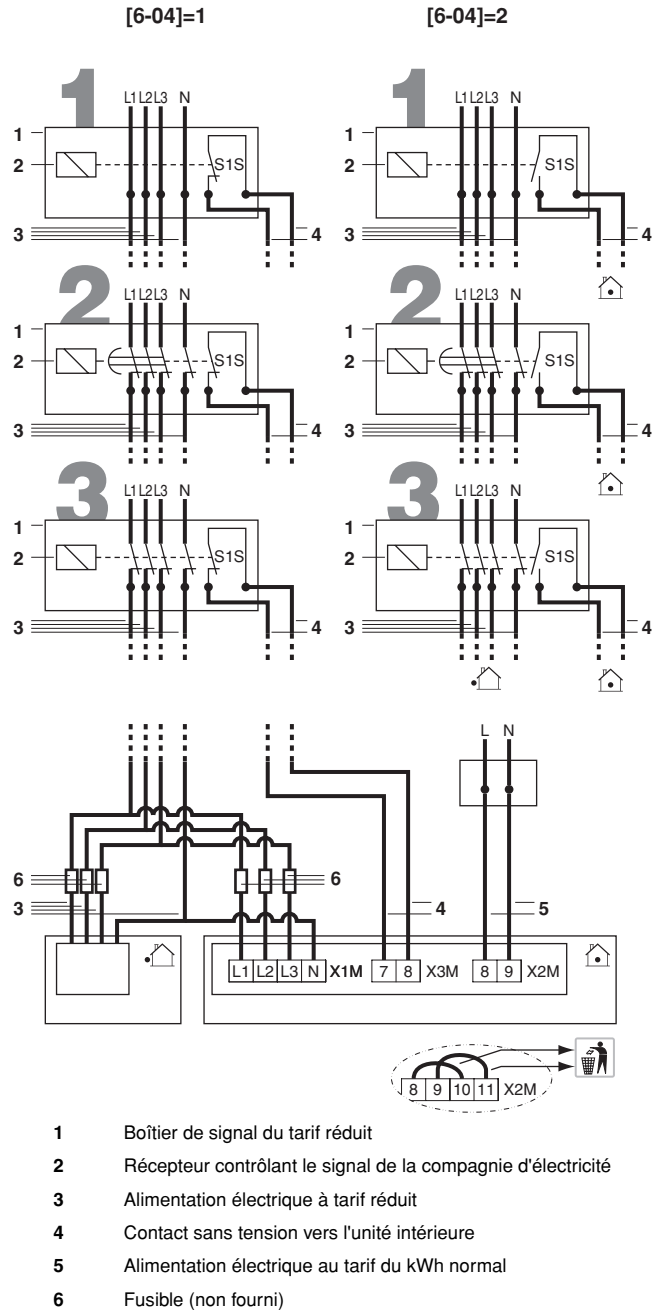 [6-04]=1 [6-04]=2
1 1
L1 L2 L3 N L1 L2 L3 N
1 1
2 S1S 2 S1S
3 4 3 4
2 2
L1 L2 L3 N L1 L2 L3 N
1 1
2 S1S 2 S1S
3 4 3 4
3 3
L1 L2 L3 N L1 L2 L3 N
1 1
2 S1S 2 S1S
3 4 3 4
L N
6 6
3 4 5
L1 L2 L3 N X1M 7 8 X3M 8 9 X2M
8 9 10 11 X2M
1 Boîtier de signal du tarif réduit
2 Récepteur contrôlant le signal de la compagnie d'électricité
3 Alimentation électrique à tarif réduit
4 Contact sans tension vers l'unité intérieure
5 Alimentation électrique au tarif du kWh normal
6 Fusible (non fourni)